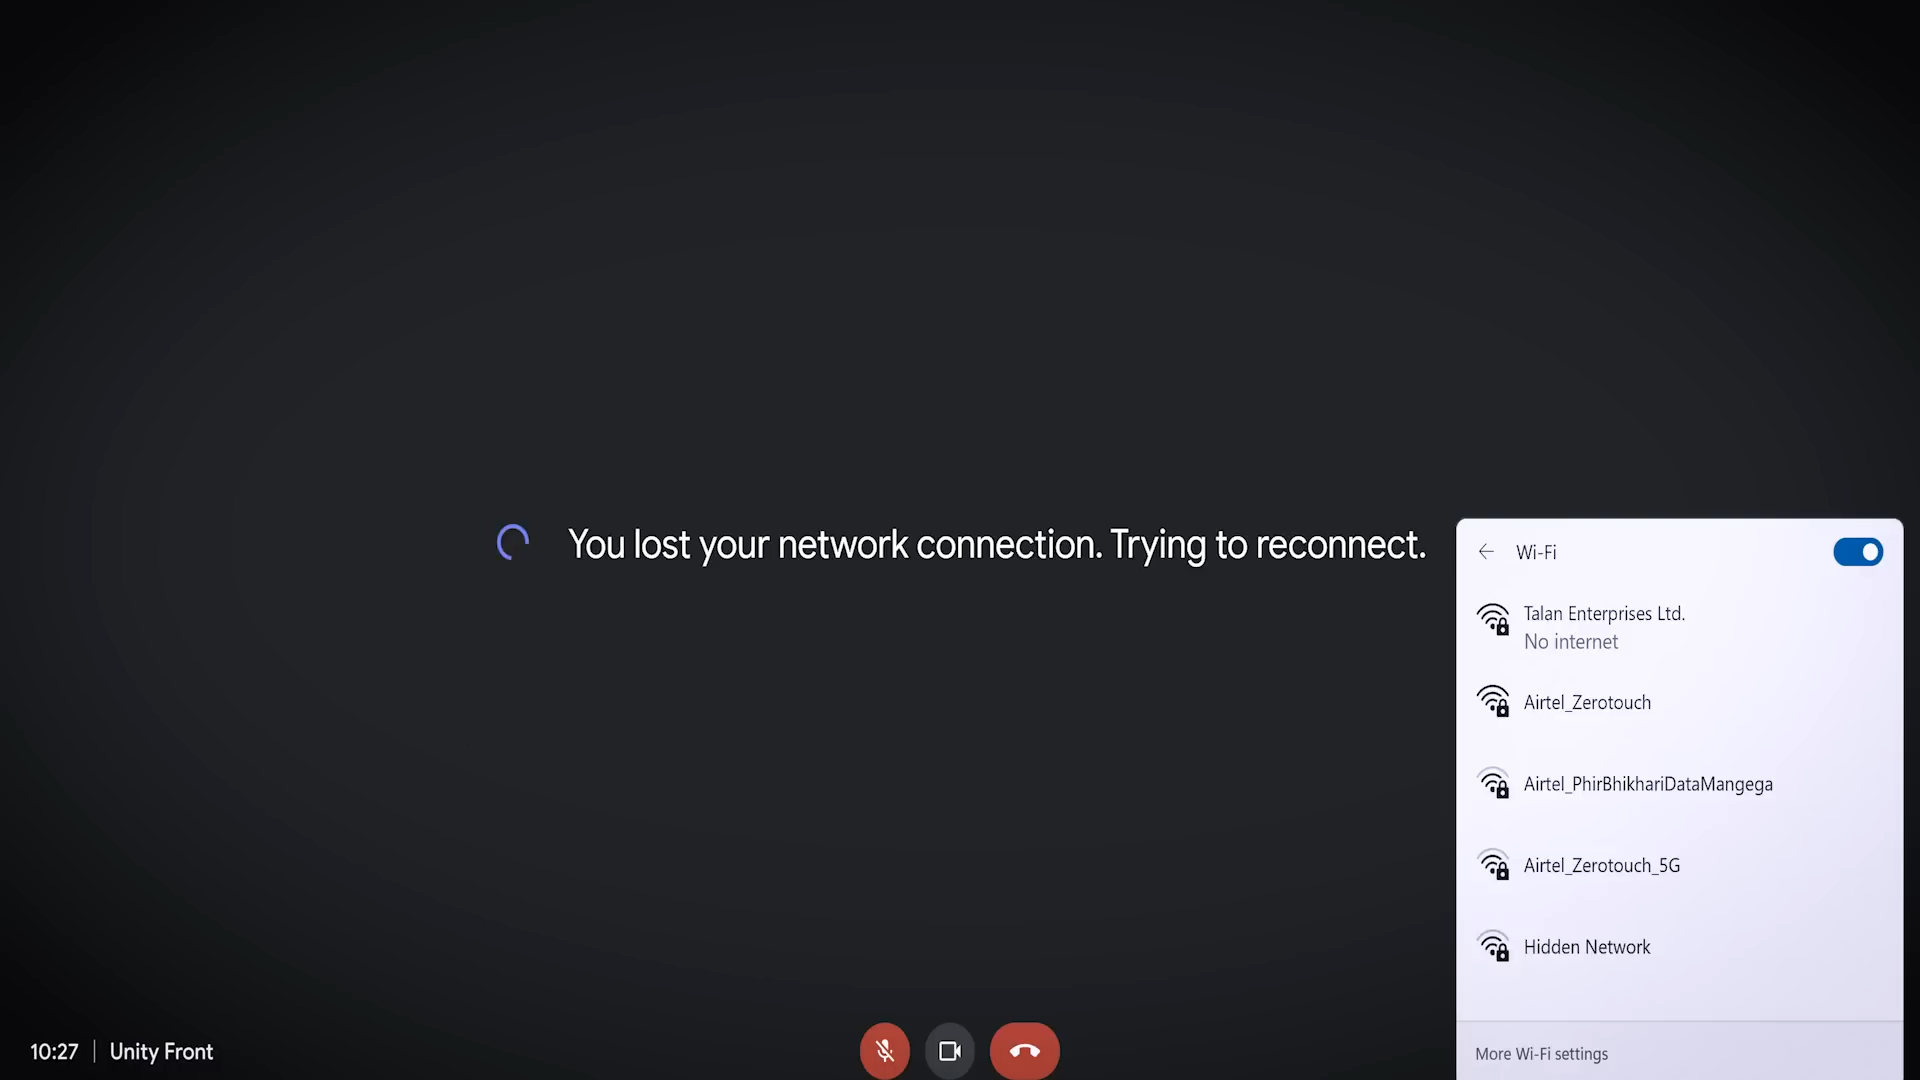 You lost your network connection. Trying to reconnect.
Wi-Fi
Talan Enterprises Ltd.
No internet
Airtel_Zerotouch
Airtel_PhirBhikhariDataMangega
Airtel_Zerotouch_5G
Hidden Network
More Wi-Fi settings
10:27 | Unity Front